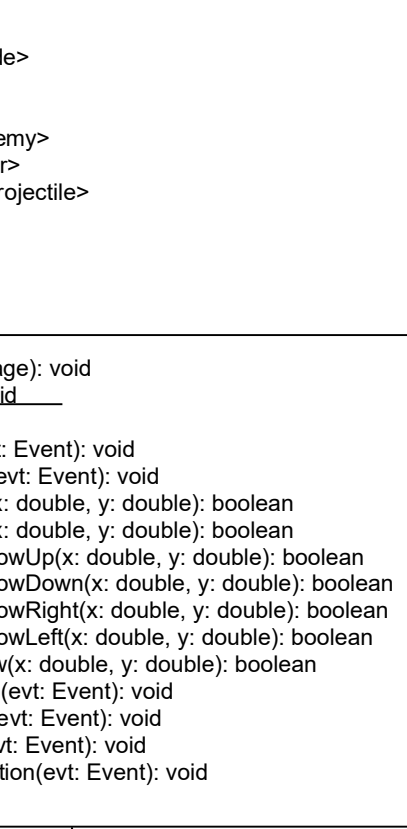 le>
emy>
r>
rojectile>
age): void
id
t: Event): void
evt: Event): void
x: double, y: double): boolean
x: double, y: double): boolean
owUp(x: double, y: double): boolean
owDown(x: double, y: double): boolean
owRight(x: double, y: double): boolean
owLeft(x: double, y: double): boolean
w(x: double, y: double): boolean
(evt: Event): void
evt: Event): void
vt: Event): void
tion(evt: Event): void